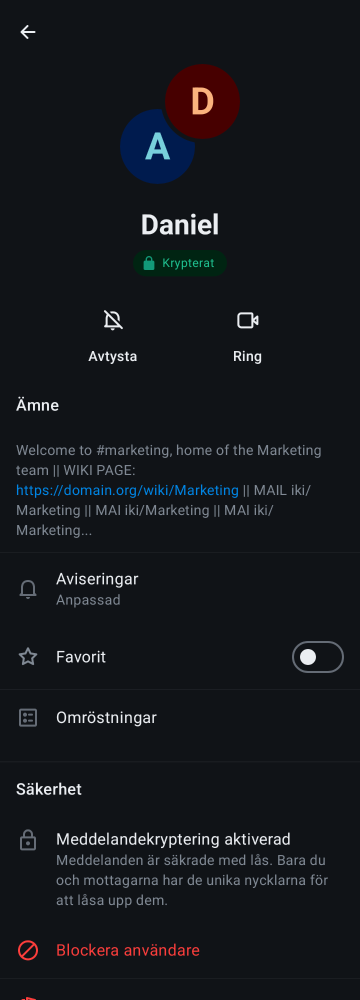 D
A
Daniel
Krypterat
Avtysta
Ring
Ämne
Welcome to #marketing, home of the Marketing
team || WIKI PAGE:
https://domain.org/wiki/Marketing || MAIL iki/
Marketing || MAI iki/Marketing || MAI iki/
Marketing...
Aviseringar
Anpassad
Favorit
Omröstningar
Säkerhet
Meddelandekryptering aktiverad
Meddelanden är säkrade med lås. Bara du
och mottagarna har de unika nycklarna för
att låsa upp dem.
Blockera användare